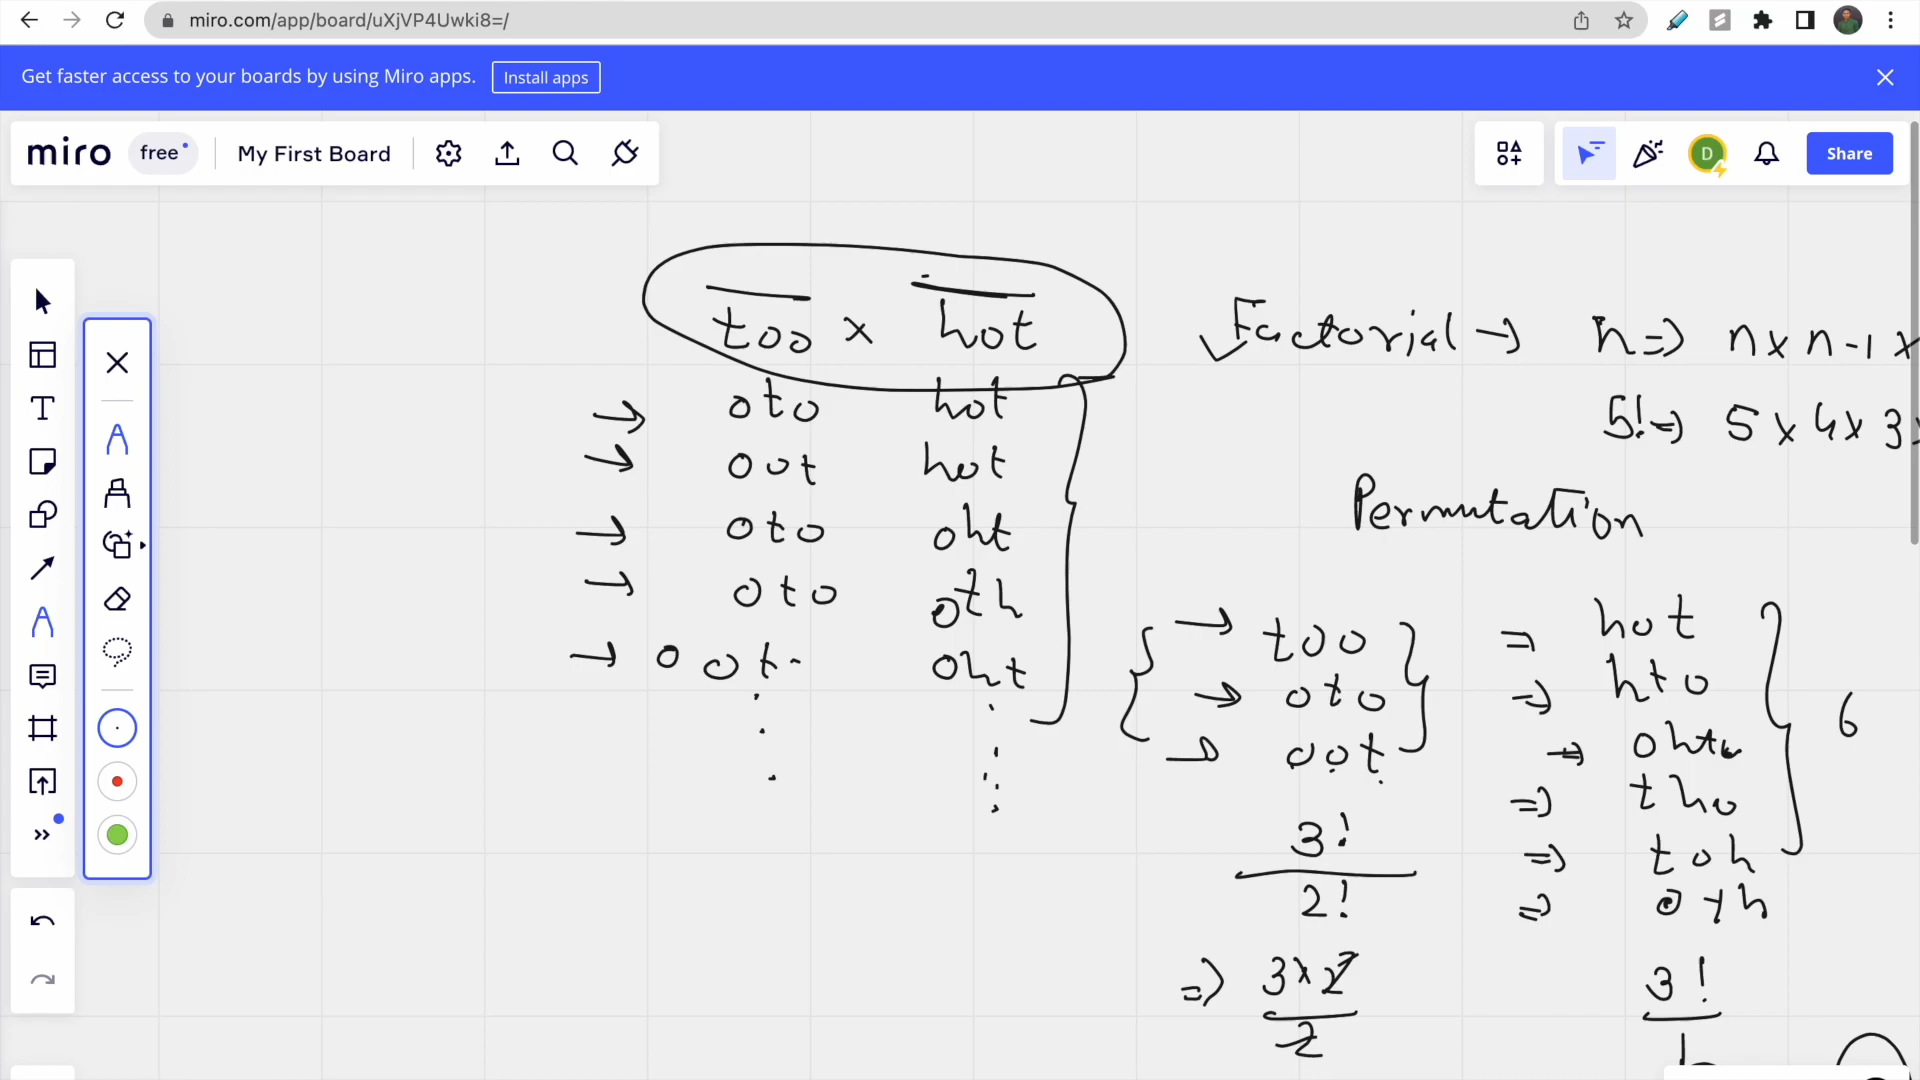 miro.com/app/board/uXjVP4Uwki8=/
Get faster access to your boards by using Miro apps. Install apps
miro free My First Board
D Share
too x hot
→ oto hot
→ oot hot
→ oto oht
→ oto oth
→ oot oht
Factorial → n => n x n-1 x
5! => 5 x 4 x 3
Permutation
→ too => hot
→ oto => hto
→ oot => oht
=> tho
=> toh
=> oth
6
3!
2!
=> 3 x 2
2
3!
T